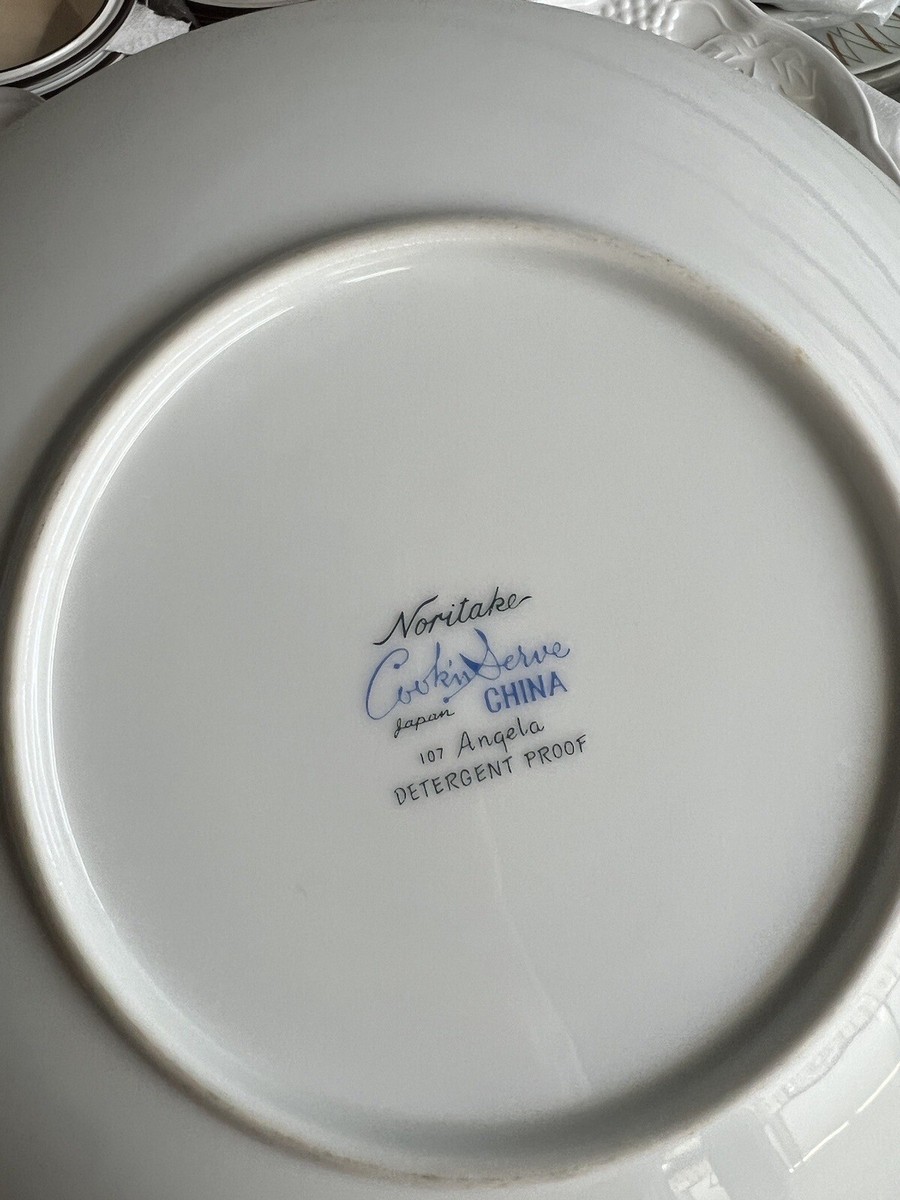 Noritake
Cook'n Serve
Japan CHINA
107 Angela
DETERGENT PROOF